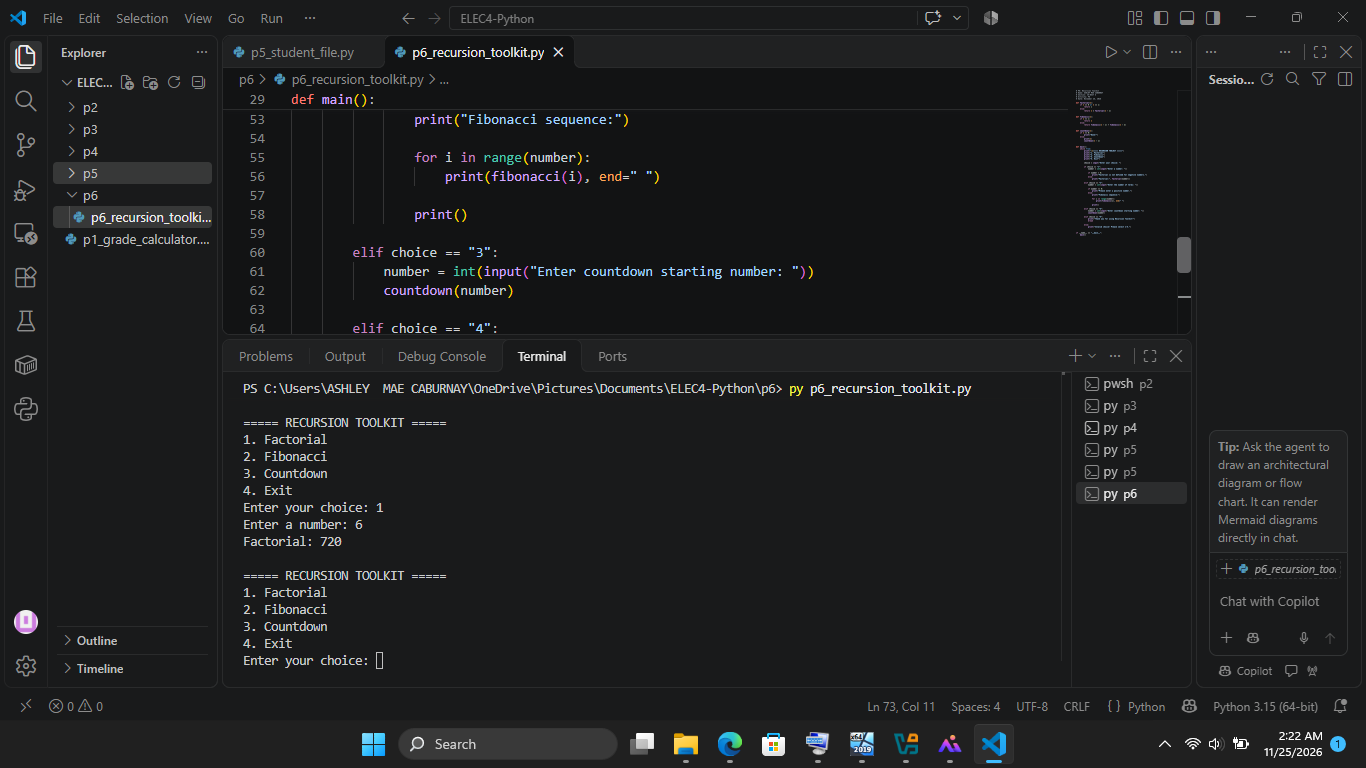 File Edit Selection View Go Run ··· ELEC4-Python
Explorer ···
ELEC...
p2
p3
p4
p5
p6
p6_recursion_toolki...
p1_grade_calculator....
Outline
Timeline
p5_student_file.py p6_recursion_toolkit.py
p6 > p6_recursion_toolkit.py > ...
29 def main():
53 print("Fibonacci sequence:")
54
55 for i in range(number):
56 print(fibonacci(i), end=" ")
57
58 print()
59
60 elif choice == "3":
61 number = int(input("Enter countdown starting number: "))
62 countdown(number)
63
64 elif choice == "4":
Problems Output Debug Console Terminal Ports
PS C:\Users\ASHLEY  MAE CABURNAY\OneDrive\Pictures\Documents\ELEC4-Python\p6> py p6_recursion_toolkit.py
===== RECURSION TOOLKIT =====
1. Factorial
2. Fibonacci
3. Countdown
4. Exit
Enter your choice: 1
Enter a number: 6
Factorial: 720
===== RECURSION TOOLKIT =====
1. Factorial
2. Fibonacci
3. Countdown
4. Exit
Enter your choice:
pwsh p2
py p3
py p4
py p5
py p5
py p6
Sessio...
Tip: Ask the agent to
draw an architectural
diagram or flow
chart. It can render
Mermaid diagrams
directly in chat.
p6_recursion_too
Chat with Copilot
Copilot
0 0 Ln 73, Col 11 Spaces: 4 UTF-8 CRLF { } Python Python 3.15 (64-bit)
Search
x64
2019
2:22 AM
11/25/2026
1